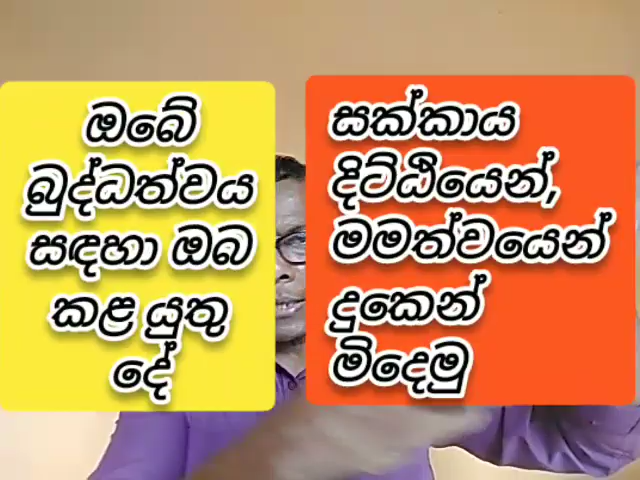 ඔබේ
බුද්ධත්වය
සඳහා ඔබ
කළ යුතු
දේ
සක්කාය
දිට්ඨියෙන්,
මමත්වයෙන්
දුකෙන්
මිදෙමු